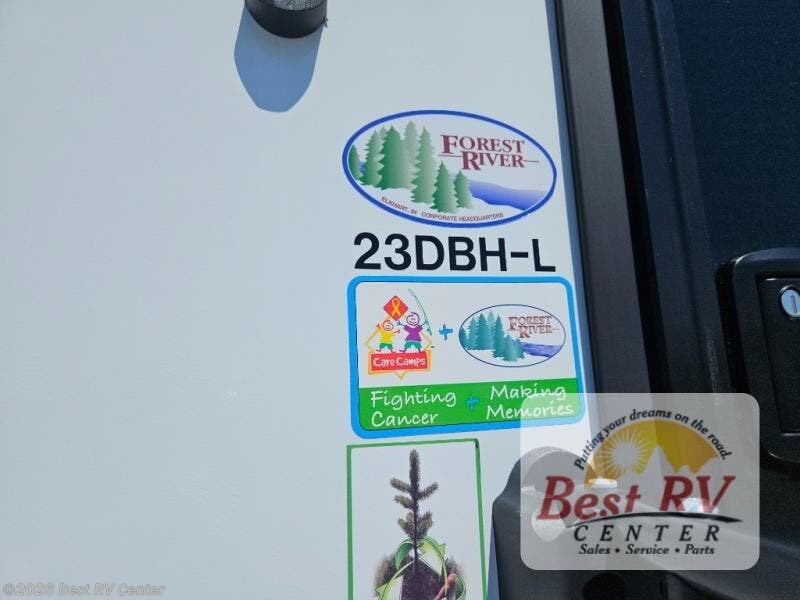 FOREST
RIVER
ELKHART, IN. CORPORATE HEADQUARTERS
23DBH-L
FOREST
RIVER
Care Camps
+
Fighting + Making
Cancer Memories
Putting your dreams on the road.
Best RV
CENTER
Sales • Service • Parts
©2026 Best RV Center